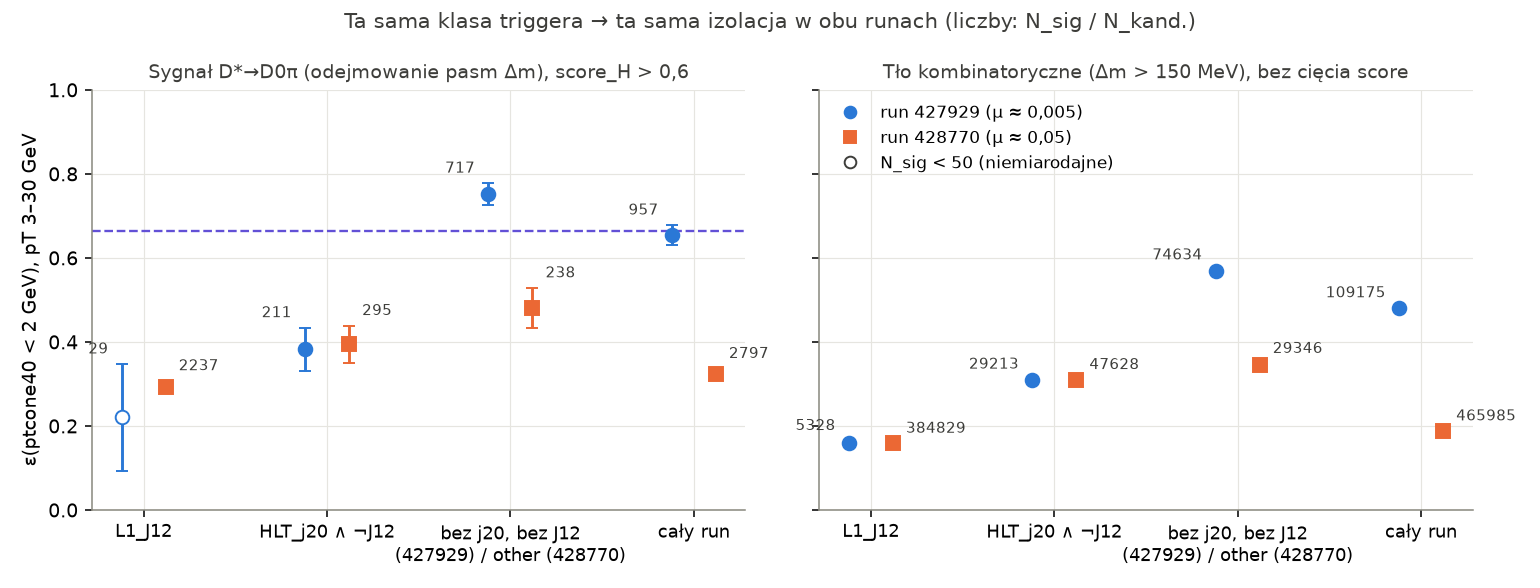 Ta sama klasa triggera → ta sama izolacja w obu runach (liczby: N_sig / N_kand.)
Sygnał D*→D0π (odejmowanie pasm Δm), score_H > 0,6
ε(ptcone40 < 2 GeV), pT 3–30 GeV
1.0
0.8
0.6
0.4
0.2
0.0
29
2237
211
295
717
238
957
2797
L1_J12
HLT_j20 ∧ ¬J12
bez j20, bez J12
(427929) / other (428770)
cały run
Tło kombinatoryczne (Δm > 150 MeV), bez cięcia score
run 427929 (μ ≈ 0,005)
run 428770 (μ ≈ 0,05)
N_sig < 50 (niemiarodajne)
5328
384829
29213
47628
74634
29346
109175
465985
L1_J12
HLT_j20 ∧ ¬J12
bez j20, bez J12
(427929) / other (428770)
cały run